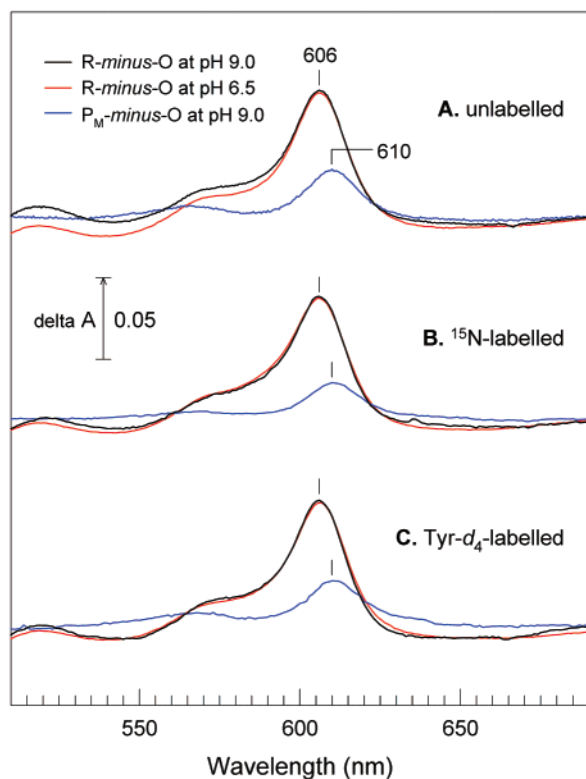 R-minus-O at pH 9.0
R-minus-O at pH 6.5
P_M-minus-O at pH 9.0
606
A. unlabelled
610
delta A 0.05
B. ¹⁵N-labelled
C. Tyr-d₄-labelled
550 600 650
Wavelength (nm)